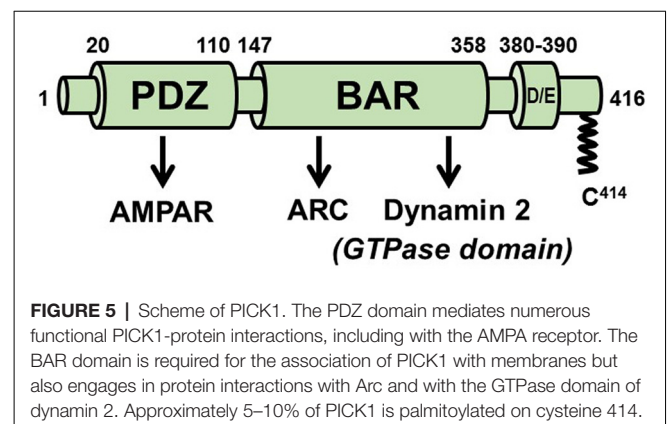 20 110 147 358 380-390
1 PDZ BAR D/E 416
C414
AMPAR ARC Dynamin 2
(GTPase domain)
FIGURE 5 | Scheme of PICK1. The PDZ domain mediates numerous
functional PICK1-protein interactions, including with the AMPA receptor. The
BAR domain is required for the association of PICK1 with membranes but
also engages in protein interactions with Arc and with the GTPase domain of
dynamin 2. Approximately 5–10% of PICK1 is palmitoylated on cysteine 414.